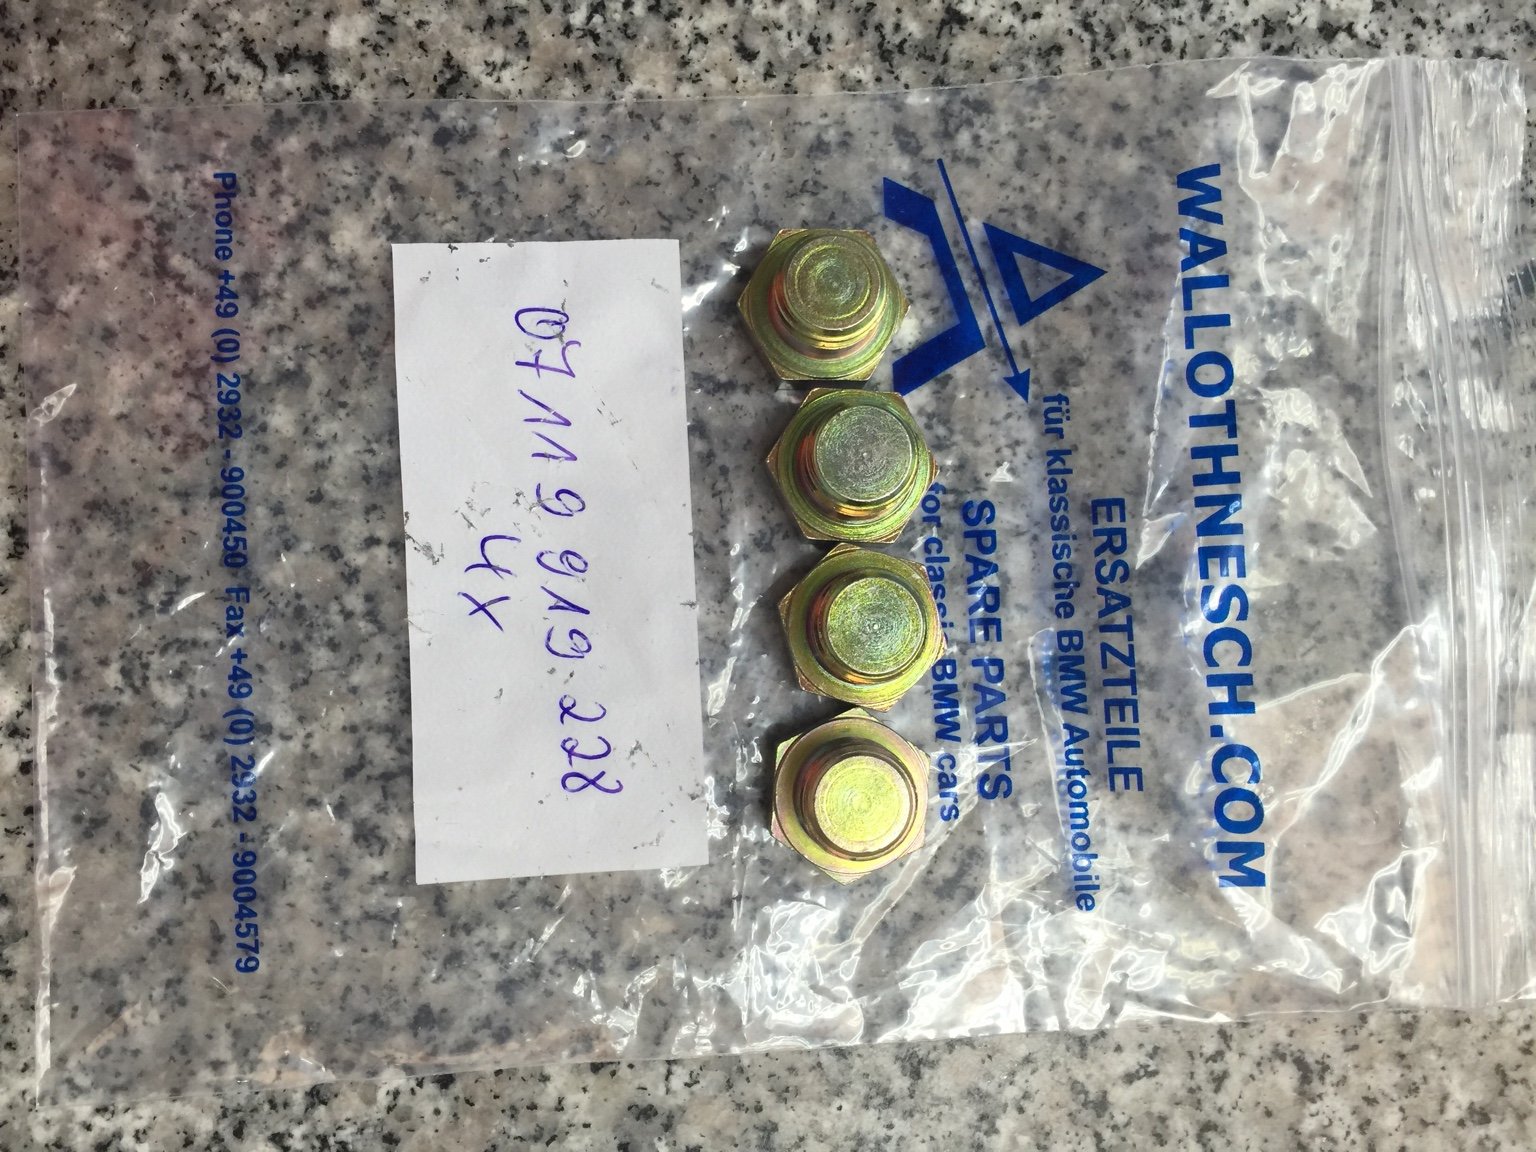 WALLOTHNESCH.COM
ERSATZTEILE
für klassische BMW Automobile
SPARE PARTS
for classic BMW cars
07 11 9 919 228
4x
Phone +49 (0) 2932 - 900450 Fax +49 (0) 2932 - 9004579